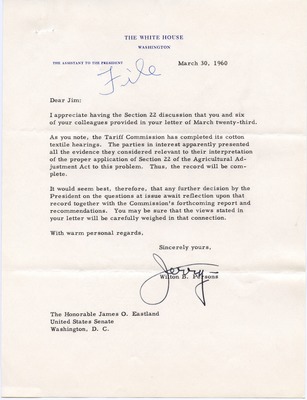 THE WHITE HOUSE
WASHINGTON
THE ASSISTANT TO THE PRESIDENT
March 30, 1960
File
Dear Jim:
I appreciate having the Section 22 discussion that you and six
of your colleagues provided in your letter of March twenty-third.
As you note, the Tariff Commission has completed its cotton
textile hearings. The parties in interest apparently presented
all the evidence they considered relevant to their interpretation
of the proper application of Section 22 of the Agricultural Ad-
justment Act to this problem. Thus, the record will be com-
plete.
It would seem best, therefore, that any further decision by the
President on the questions at issue await reflection upon that
record together with the Commission's forthcoming report and
recommendations. You may be sure that the views stated in
your letter will be carefully weighed in that connection.
With warm personal regards,
Sincerely yours,
Jerry
Wilton B. Persons
The Honorable James O. Eastland
United States Senate
Washington, D. C.